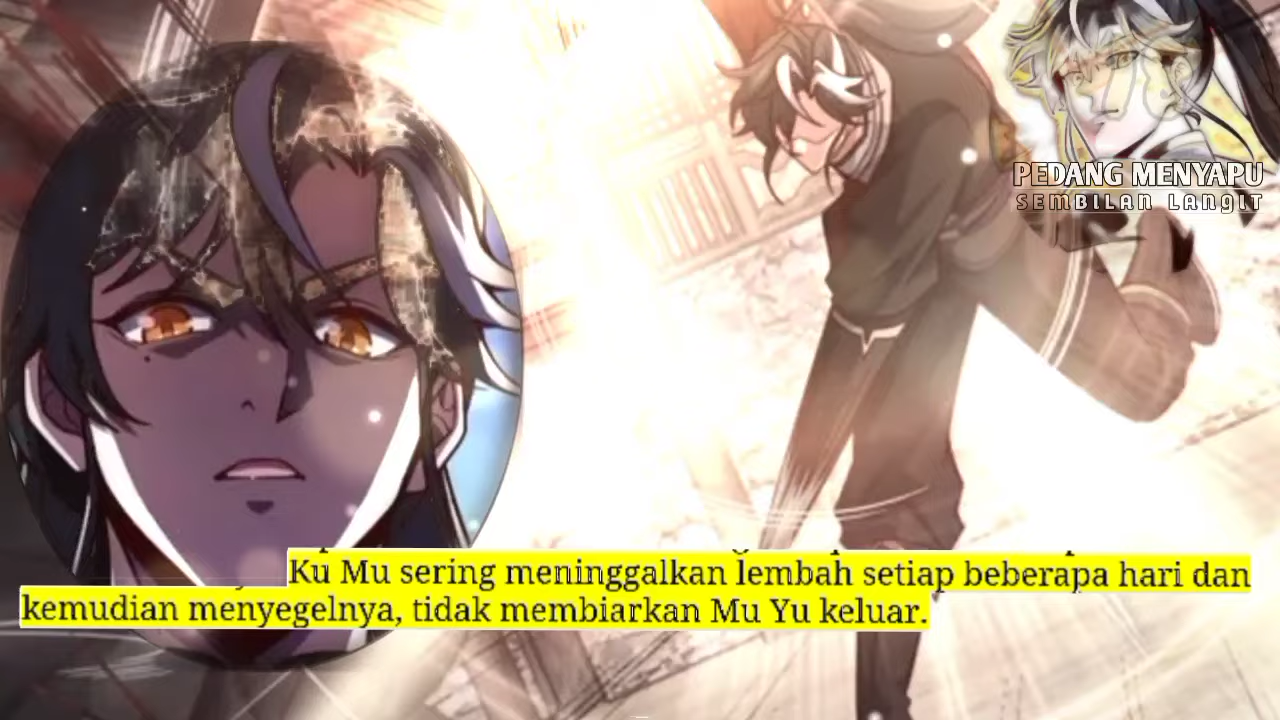 PEDANG MENYAPU
SEMBILAN LANGIT
Ku Mu sering meninggalkan lembah setiap beberapa hari dan
kemudian menyegelnya, tidak membiarkan Mu Yu keluar.